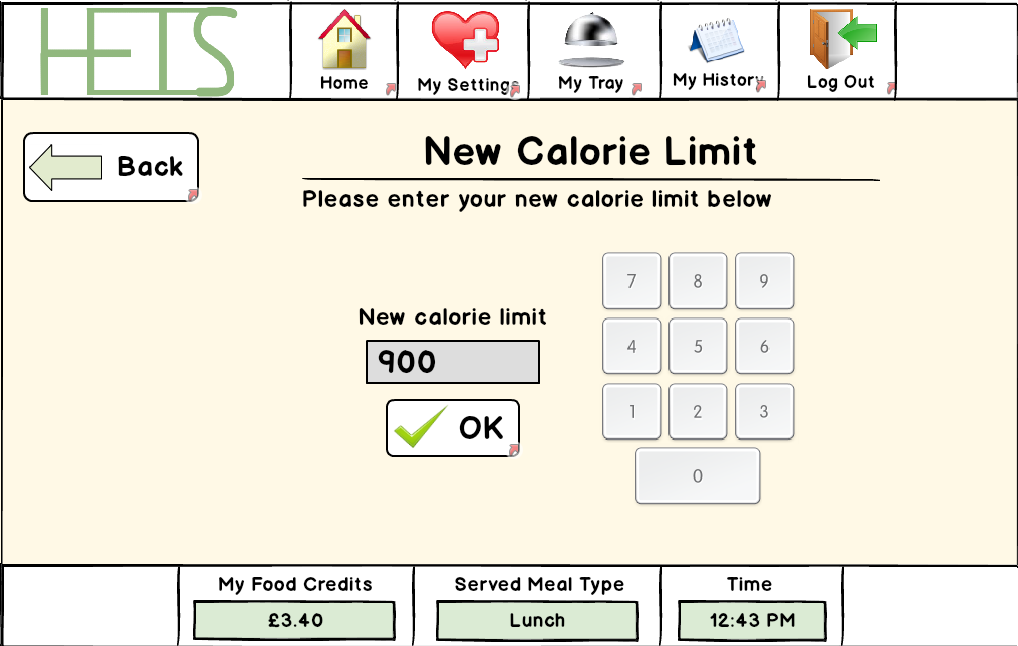 HETS
Home
My Settings
My Tray
My History
Log Out
Back
New Calorie Limit
Please enter your new calorie limit below
New calorie limit
900
OK
7 8 9
4 5 6
1 2 3
0
My Food Credits
£3.40
Served Meal Type
Lunch
Time
12:43 PM